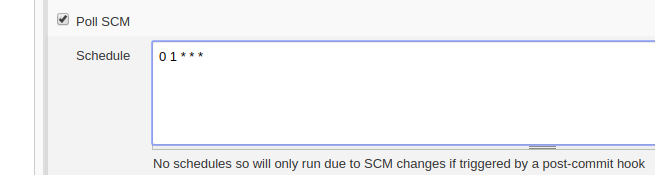 Poll SCM
Schedule
0 1 * * *
No schedules so will only run due to SCM changes if triggered by a post-commit hook